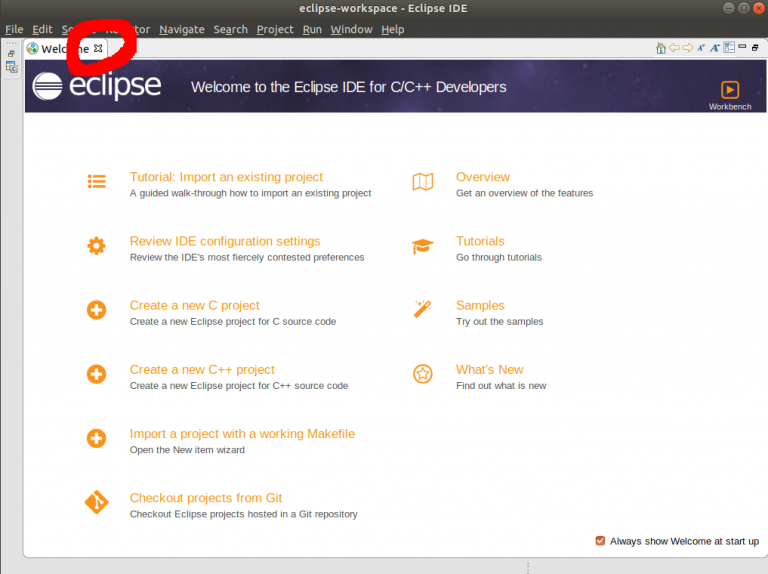 eclipse-workspace - Eclipse IDE
File Edit Navigate Search Project Run Window Help
eclipse
Welcome to the Eclipse IDE for C/C++ Developers
Workbench
Tutorial: Import an existing project
A guided walk-through how to import an existing project
Review IDE configuration settings
Review the IDE's most fiercely contested preferences
Create a new C project
Create a new Eclipse project for C source code
Create a new C++ project
Create a new Eclipse project for C++ source code
Import a project with a working Makefile
Open the New item wizard
Checkout projects from Git
Checkout Eclipse projects hosted in a Git repository
Overview
Get an overview of the features
Tutorials
Go through tutorials
Samples
Try out the samples
What's New
Find out what is new
Always show Welcome at start up